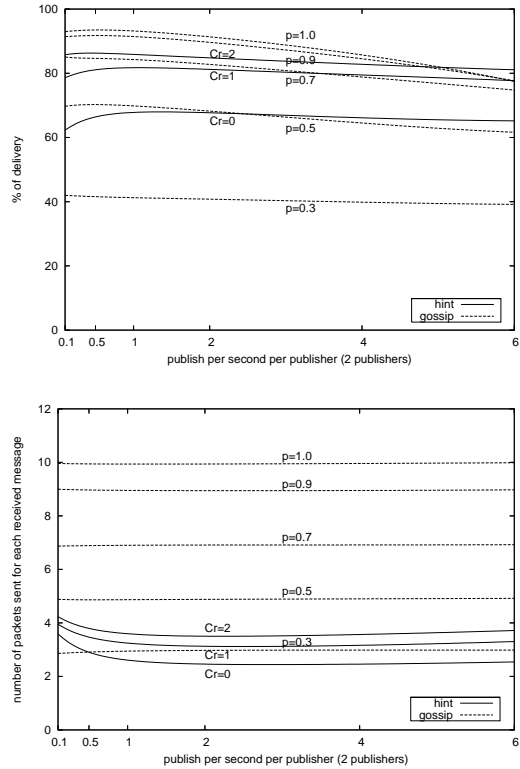 100
80
60
40
20
0
% of delivery
p=1.0
Cr=2
p=0.9
Cr=1
p=0.7
Cr=0
p=0.5
p=0.3
hint
gossip
0.1 0.5 1 2 4 6
publish per second per publisher (2 publishers)
12
10
8
6
4
2
0
number of packets sent for each received message
p=1.0
p=0.9
p=0.7
p=0.5
Cr=2
p=0.3
Cr=1
Cr=0
hint
gossip
0.1 0.5 1 2 4 6
publish per second per publisher (2 publishers)